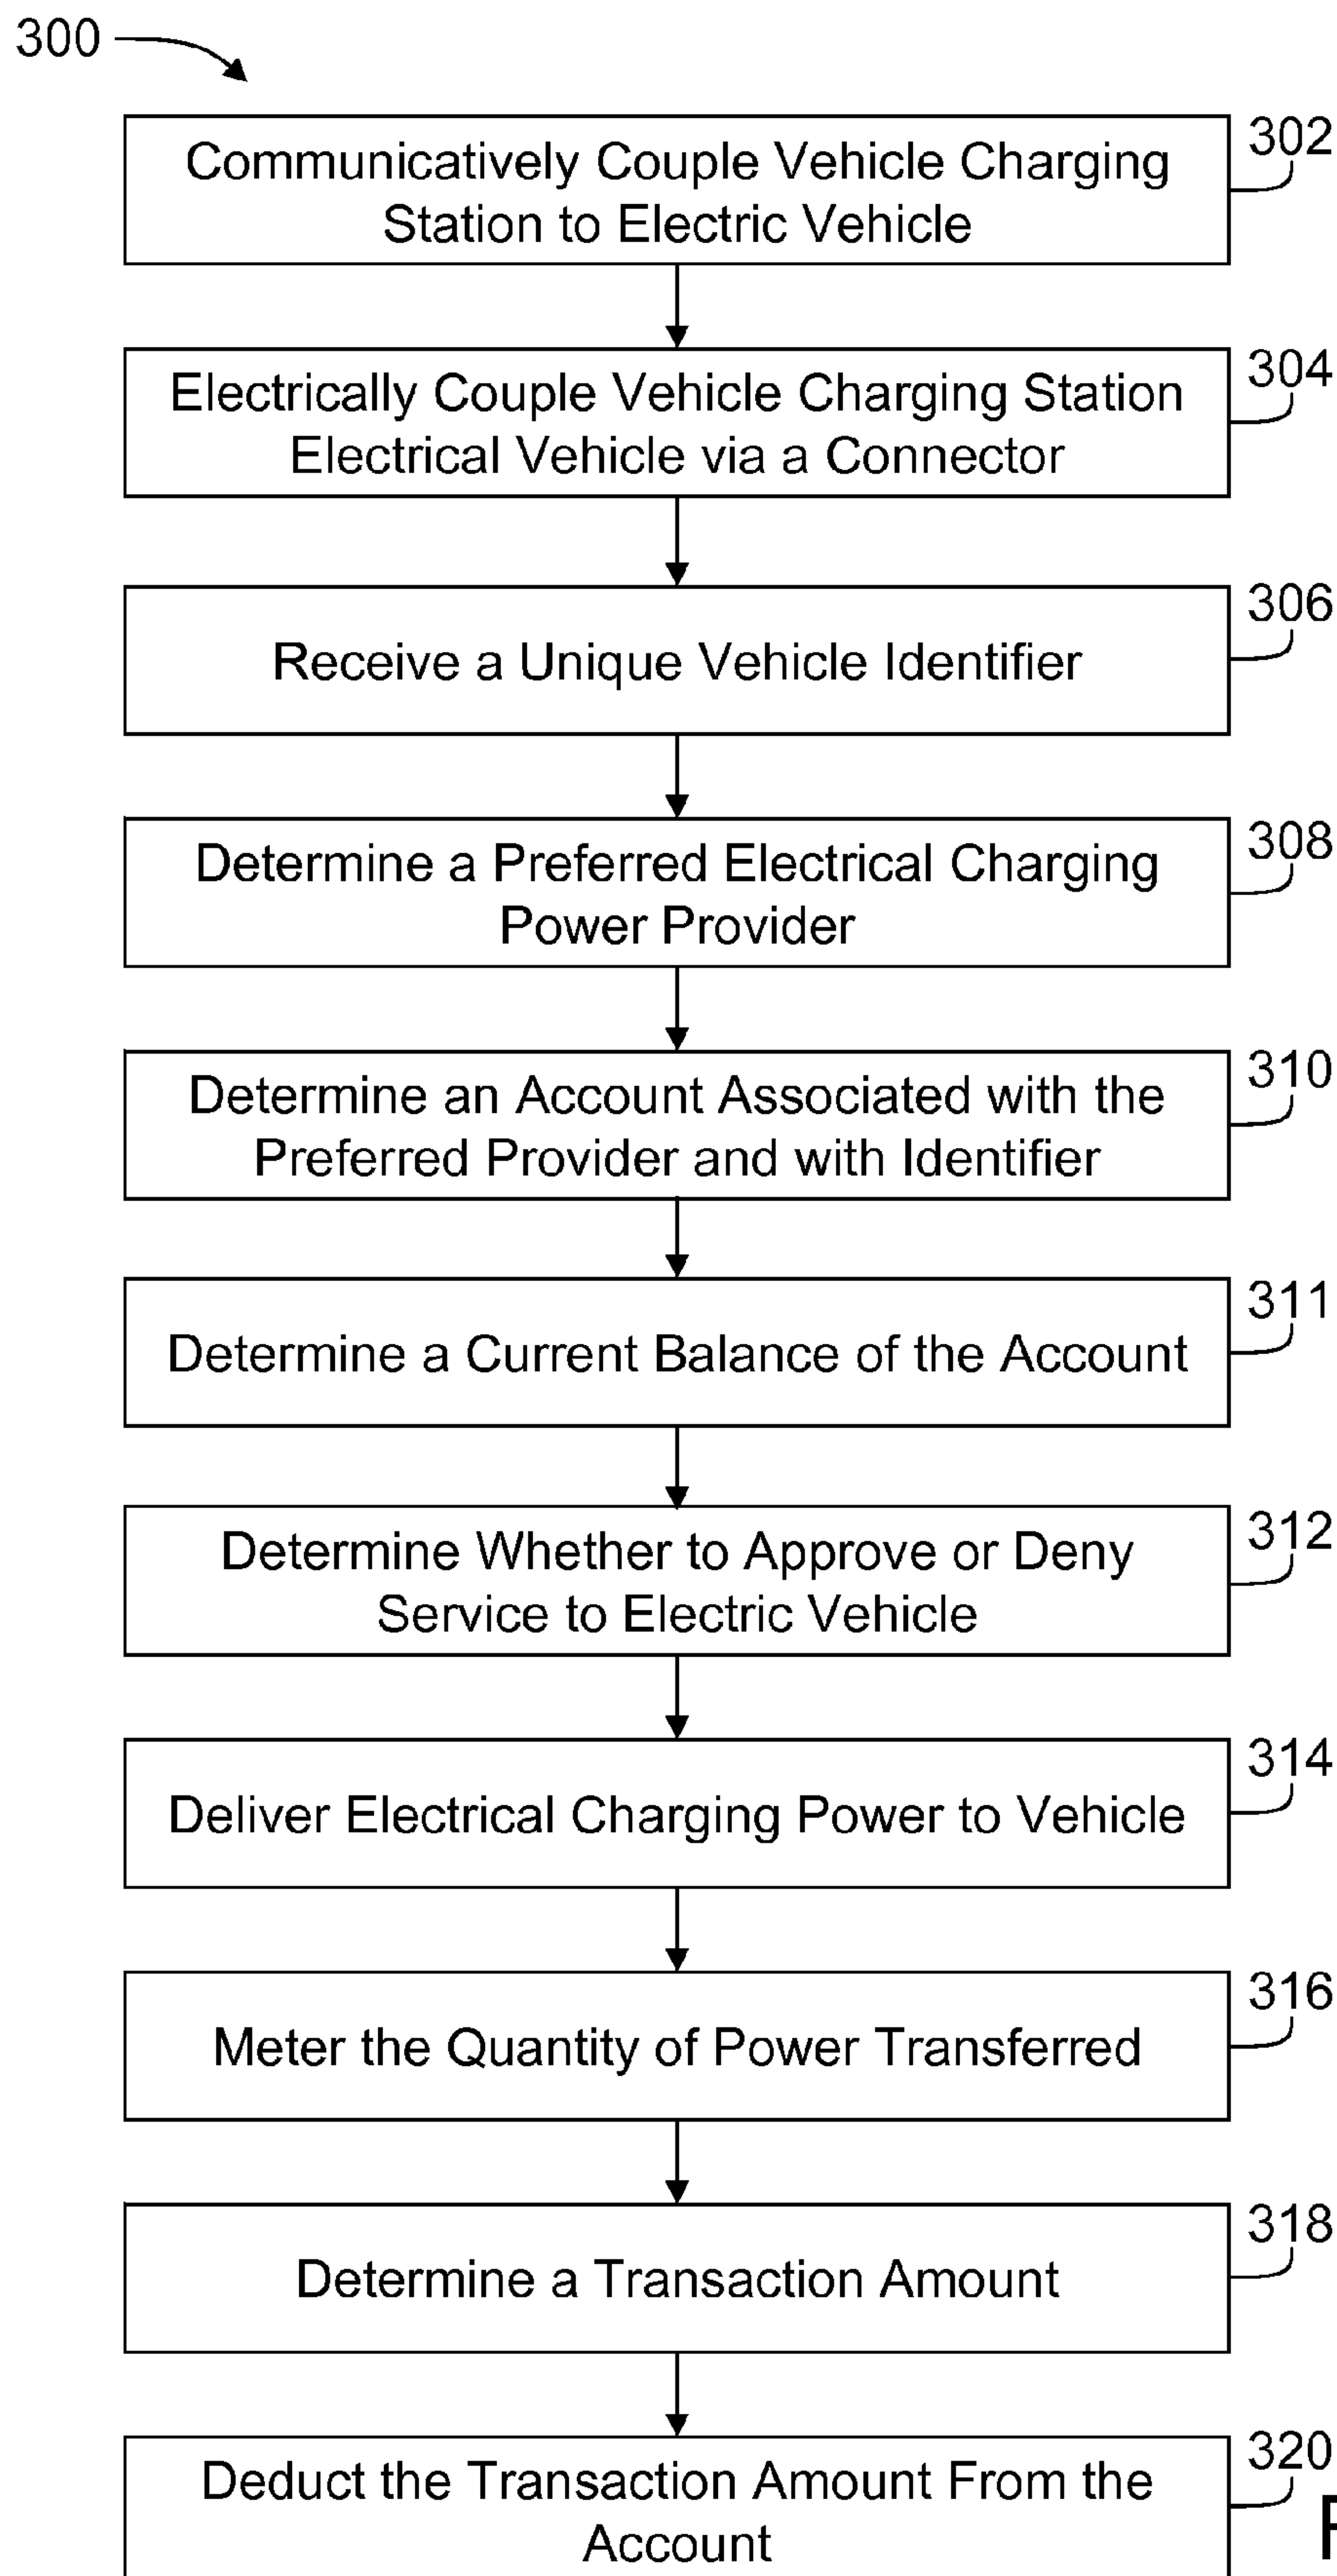 300
302
Communicatively Couple Vehicle Charging
Station to Electric Vehicle
304
Electrically Couple Vehicle Charging Station
Electrical Vehicle via a Connector
306
Receive a Unique Vehicle Identifier
308
Determine a Preferred Electrical Charging
Power Provider
310
Determine an Account Associated with the
Preferred Provider and with Identifier
311
Determine a Current Balance of the Account
312
Determine Whether to Approve or Deny
Service to Electric Vehicle
314
Deliver Electrical Charging Power to Vehicle
316
Meter the Quantity of Power Transferred
318
Determine a Transaction Amount
320
Deduct the Transaction Amount From the
Account